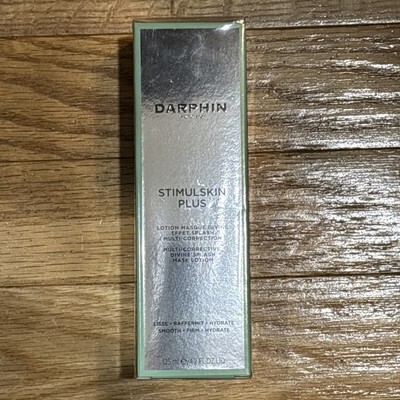 DARPHIN
PARIS
STIMULSKIN
PLUS
LOTION MASQUE DIVINE
EFFET SPLASH
MULTI-CORRECTION
MULTI-CORRECTIVE
DIVINE SPLASH
MASK LOTION
LISSE • RAFFERMIT • HYDRATE
SMOOTH • FIRM • HYDRATE
125 ml ℮ 4.2 FL.OZ.LIQ